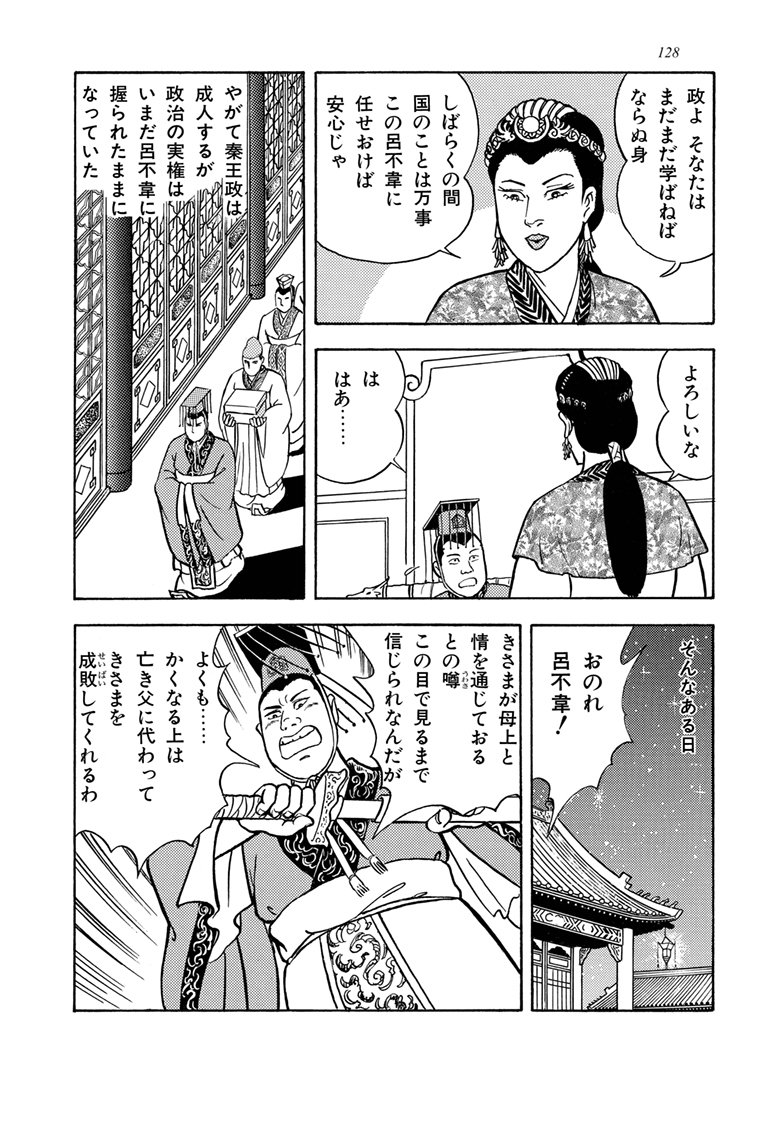 128
政よ そなたは
まだまだ学ばねば
ならぬ身
しばらくの間
国のことは万事
この呂不韋に
任せおけば
安心じゃ
よろしいな
は
はあ……
やがて秦王政は
成人するが
政治の実権は
いまだ呂不韋に
握られたままに
なっていた
そんなある日
おのれ
呂不韋!
きさまが母上と
情を通じておる
との噂
うわさ
この目で見るまで
信じられなんだが
よくも……
かくなる上は
亡き父に代わって
きさまを
成敗してくれるわ
せいばい